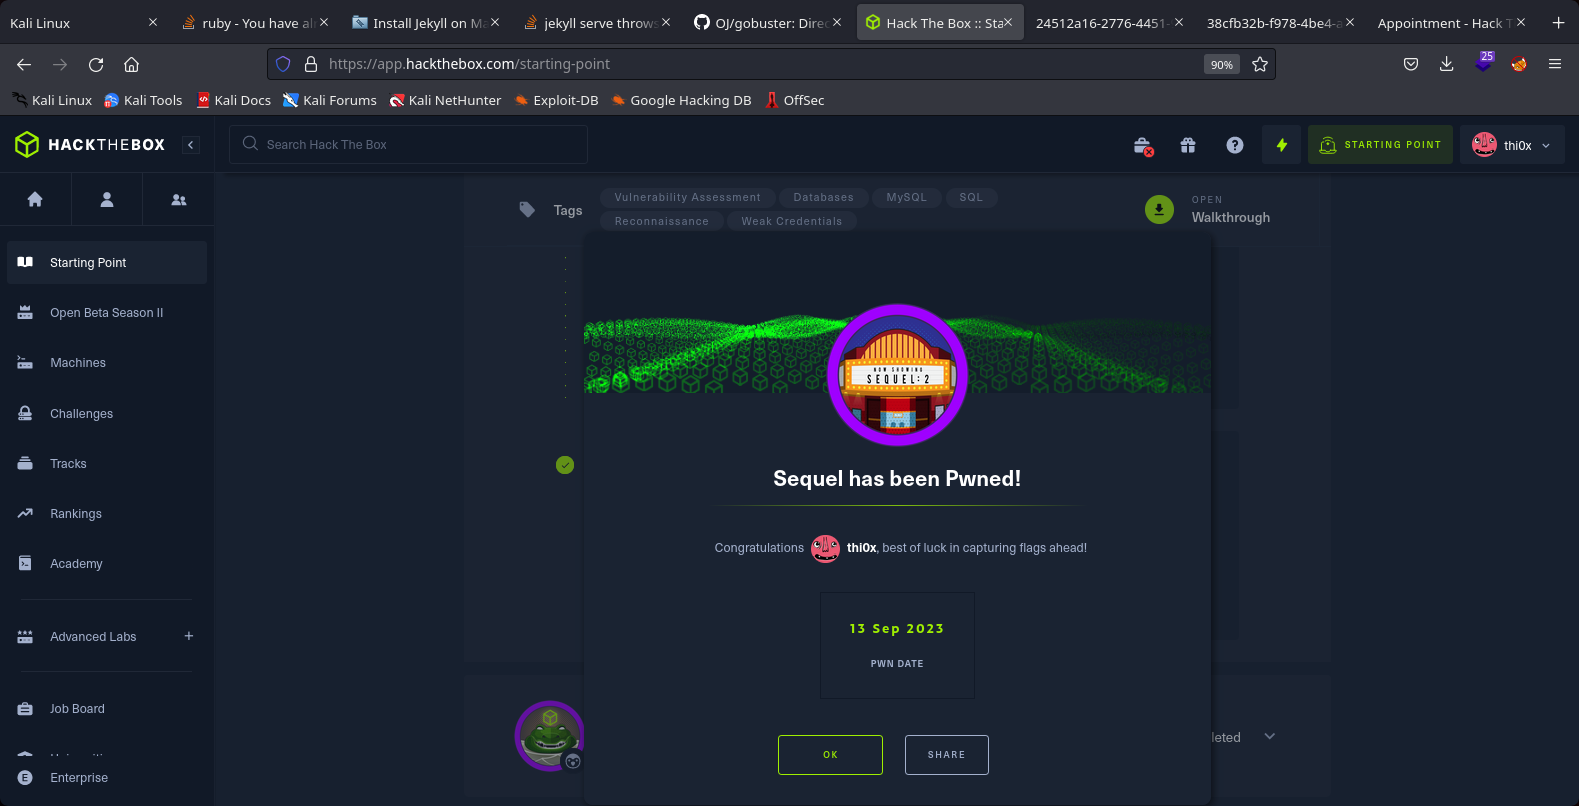 Kali Linux
ruby - You have al
Install Jekyll on Ma
jekyll serve throws
OJ/gobuster: Direc
Hack The Box :: Sta
24512a16-2776-4451-
38cfb32b-f978-4be4-a
Appointment - Hack T
https://app.hackthebox.com/starting-point
90%
25
Kali Linux
Kali Tools
Kali Docs
Kali Forums
Kali NetHunter
Exploit-DB
Google Hacking DB
OffSec
HACKTHEBOX
Search Hack The Box
STARTING POINT
thi0x
Starting Point
Open Beta Season II
Machines
Challenges
Tracks
Rankings
Academy
Advanced Labs
Job Board
Enterprise
Tags
Vulnerability Assessment
Databases
MySQL
SQL
Reconnaissance
Weak Credentials
OPEN
Walkthrough
NOW SHOWING
SEQUEL:2
Sequel has been Pwned!
Congratulations thi0x, best of luck in capturing flags ahead!
13 Sep 2023
PWN DATE
OK
SHARE
leted